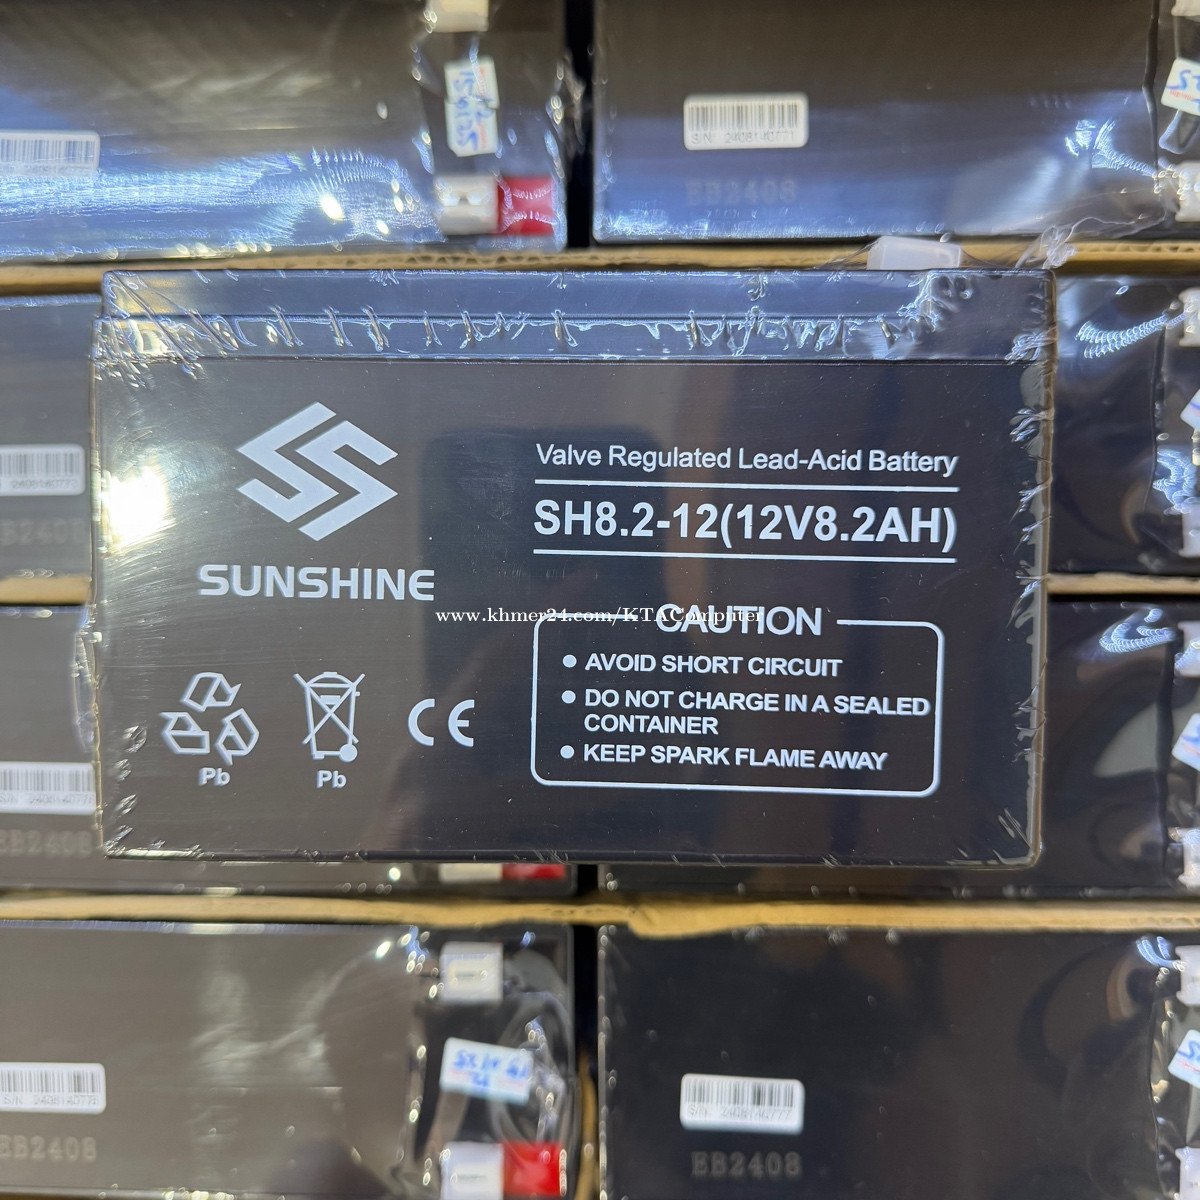 S/N: 2408140771
EB2408
Valve Regulated Lead-Acid Battery
SH8.2-12(12V8.2AH)
SUNSHINE
www.khmer24.com/KTAComputer
CAUTION
• AVOID SHORT CIRCUIT
• DO NOT CHARGE IN A SEALED
CONTAINER
• KEEP SPARK FLAME AWAY
CE
Pb
Pb
EB2408
S/N: 2408140777
EB2408
EB2408